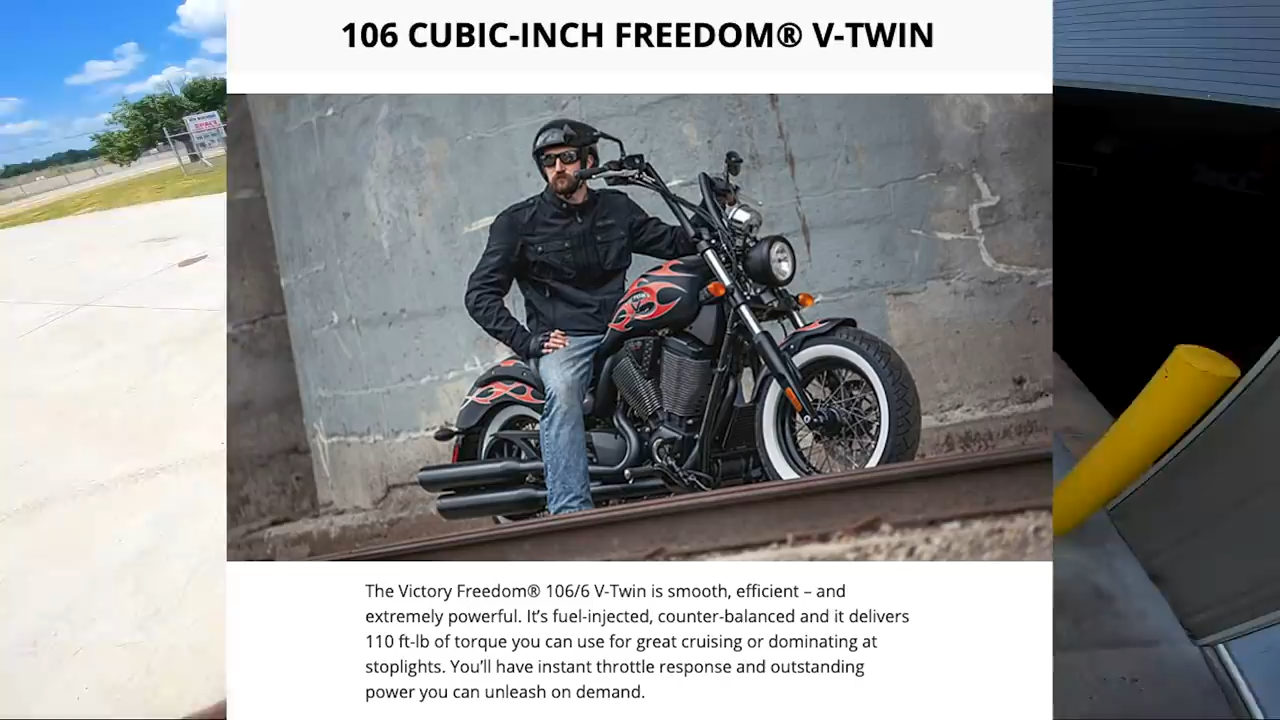 106 CUBIC-INCH FREEDOM® V-TWIN
The Victory Freedom® 106/6 V-Twin is smooth, efficient – and
extremely powerful. It’s fuel-injected, counter-balanced and it delivers
110 ft-lb of torque you can use for great cruising or dominating at
stoplights. You’ll have instant throttle response and outstanding
power you can unleash on demand.